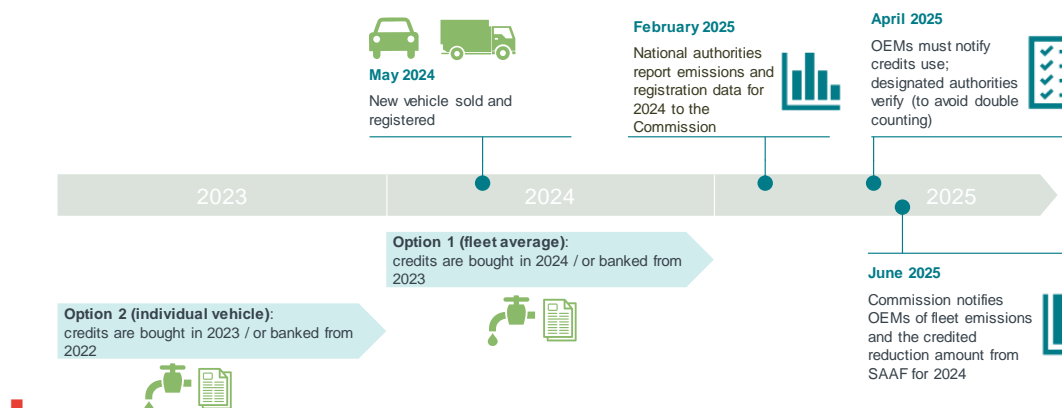 May 2024
New vehicle sold and
registered
February 2025
National authorities
report emissions and
registration data for
2024 to the
Commission
April 2025
OEMs must notify
credits use;
designated authorities
verify (to avoid double
counting)
2023
2024
2025
Option 1 (fleet average):
credits are bought in 2024 / or banked from
2023
Option 2 (individual vehicle):
credits are bought in 2023 / or banked from
2022
June 2025
Commission notifies
OEMs of fleet emissions
and the credited
reduction amount from
SAAF for 2024